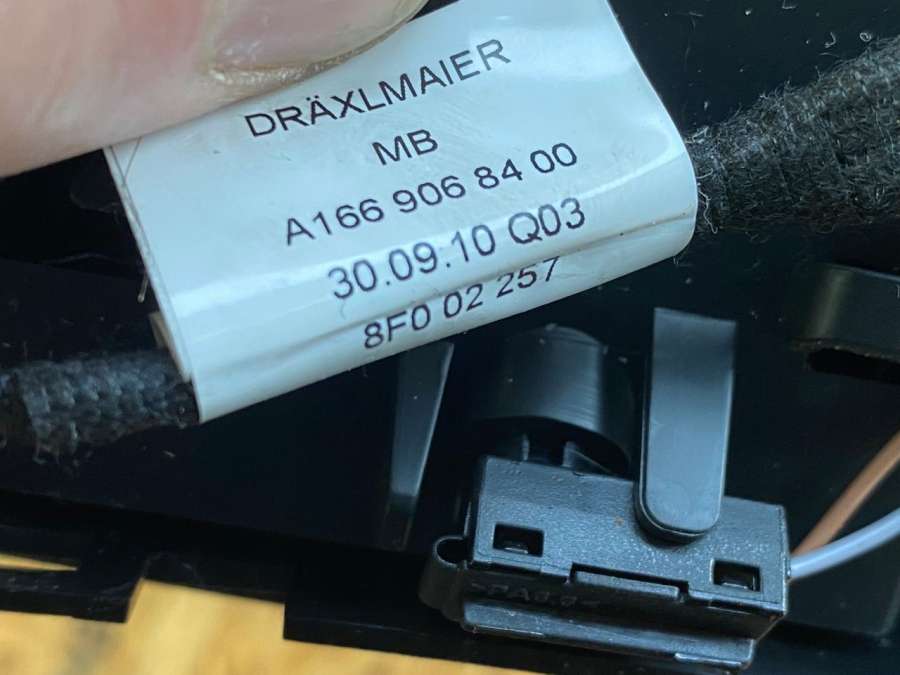 DRÄXLMAIER
MB
A166 906 84 00
30.09.10 Q03
8F0 02 257